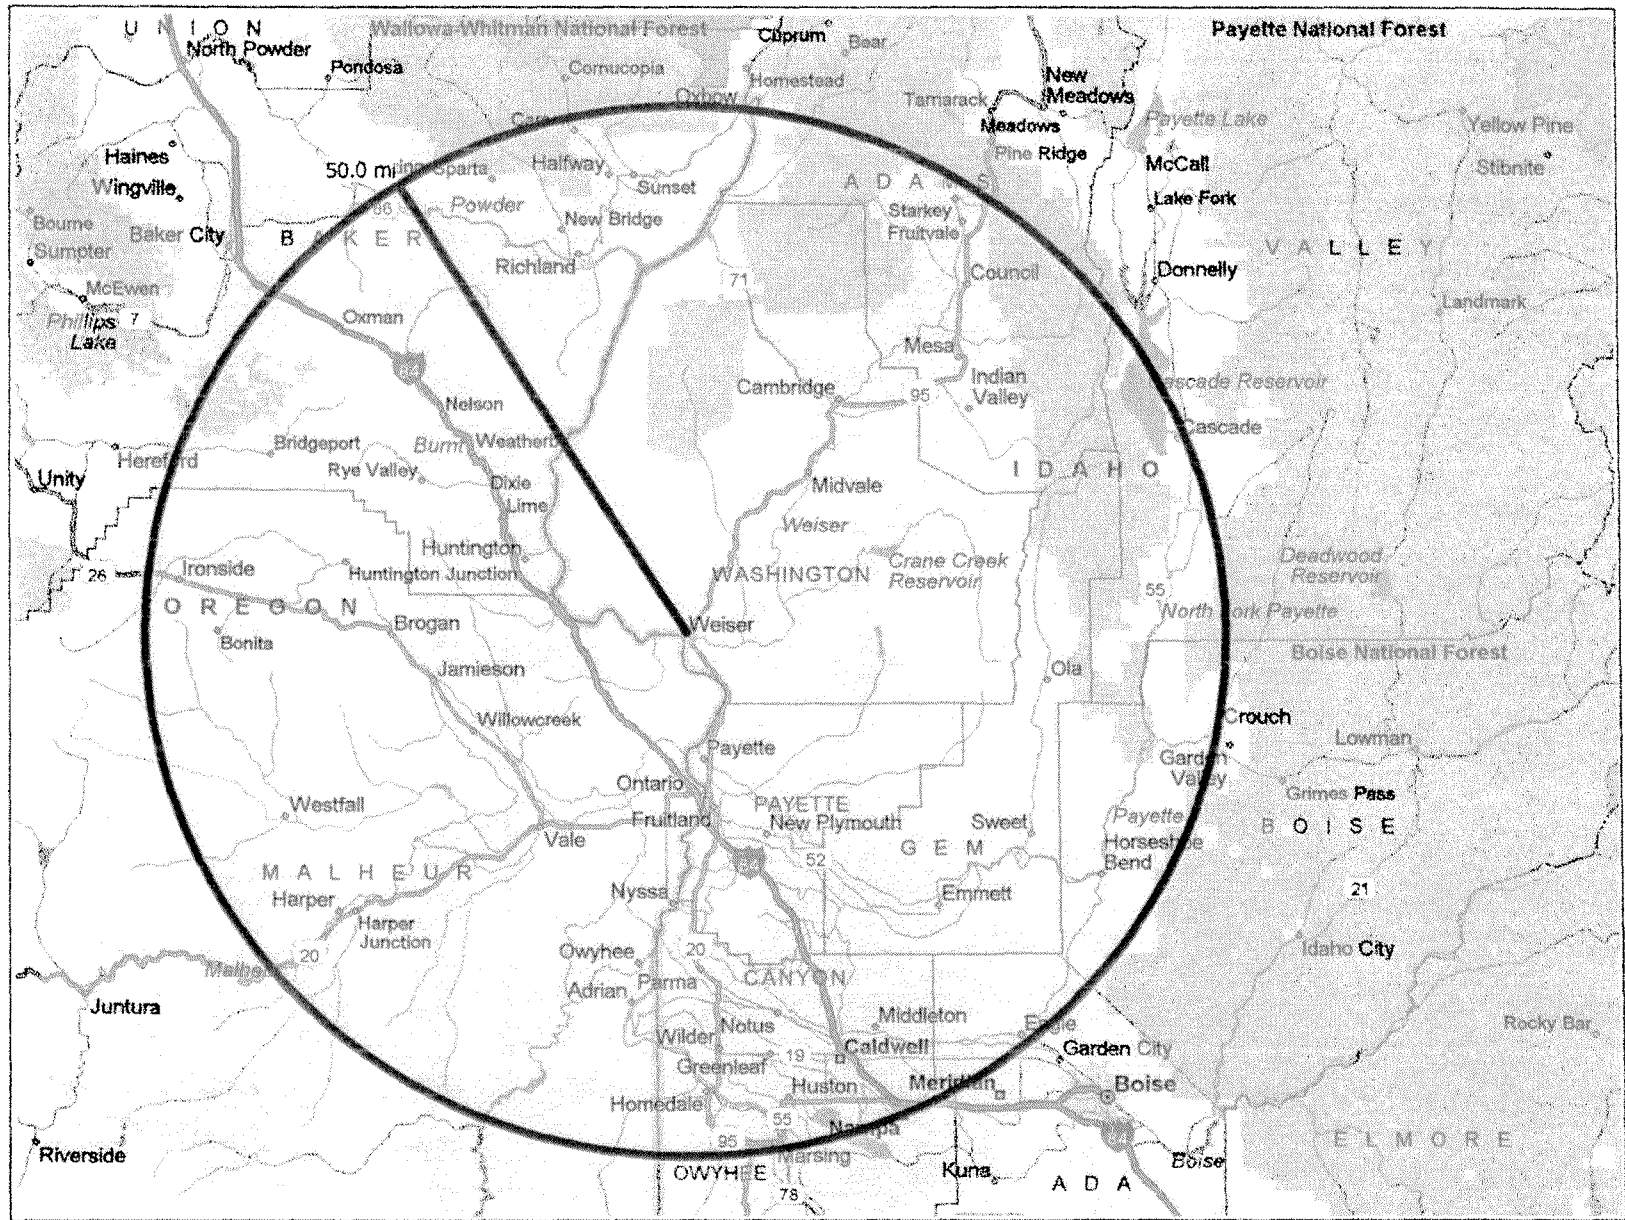 UNION
Wallowa-Whitman National Forest
Cuprum
Bear
Payette National Forest
North Powder
Pondosa
Cornucopia
Homestead
New
Meadows
Oxbow
Tamarack
Meadows
Payette Lake
Yellow Pine
Haines
Pine Ridge
McCall
Stibnite
50.0 mi
Sparta
Halfway
Sunset
ADAMS
Wingville
Lake Fork
Bourne
Powder
86
New Bridge
Starkey
Fruitvale
Baker City
BAKER
VALLEY
Sumpter
Richland
71
Council
Donnelly
McEwen
Landmark
Phillips
Lake
7
Oxman
84
Mesa
Cambridge
95
Indian
Valley
Cascade Reservoir
Nelson
Hereford
Bridgeport
Burnt
Cascade
Unity
Rye Valley
Dixie
IDAHO
Lime
Midvale
Weiser
Huntington
Huntington Junction
WASHINGTON
Crane Creek
Reservoir
Deadwood
Reservoir
26
Ironside
55
OREGON
North Fork Payette
Bonita
Brogan
Weiser
Boise National Forest
Jamieson
Ola
Willowcreek
Crouch
Lowman
Payette
Garden
Valley
Ontario
Grimes Pass
Westfall
PAYETTE
New Plymouth
Sweet
Payette
BOISE
Vale
Fruitland
52
GEM
Horseshoe
Bend
MALHEUR
84
Harper
Nyssa
Emmett
21
Harper
Junction
20
Owyhee
20
Idaho City
CANYON
Juntura
Adrian
Parma
Wilder
Notus
Middleton
Eagle
Rocky Bar
Greenleaf
19
Caldwell
Garden City
Huston
Meridian
Boise
Homedale
55
Nampa
84
Riverside
95
Marsing
ELMORE
OWYHEE
78
Kuna
Boise
ADA